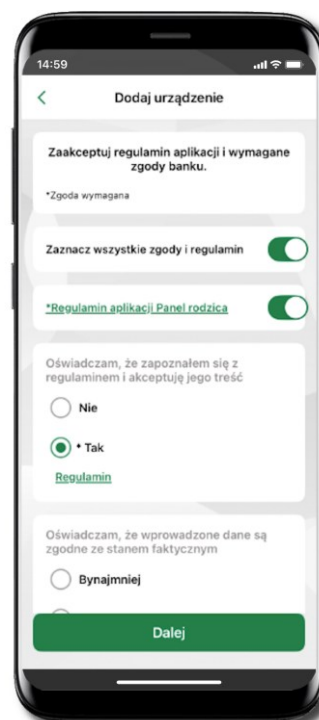 14:59
Dodaj urządzenie
Zaakceptuj regulamin aplikacji i wymagane
zgody banku.
*Zgoda wymagana
Zaznacz wszystkie zgody i regulamin
*Regulamin aplikacji Panel rodzica
Oświadczam, że zapoznałem się z
regulaminem i akceptuję jego treść
Nie
* Tak
Regulamin
Oświadczam, że wprowadzone dane są
zgodne ze stanem faktycznym
Bynajmniej
Dalej